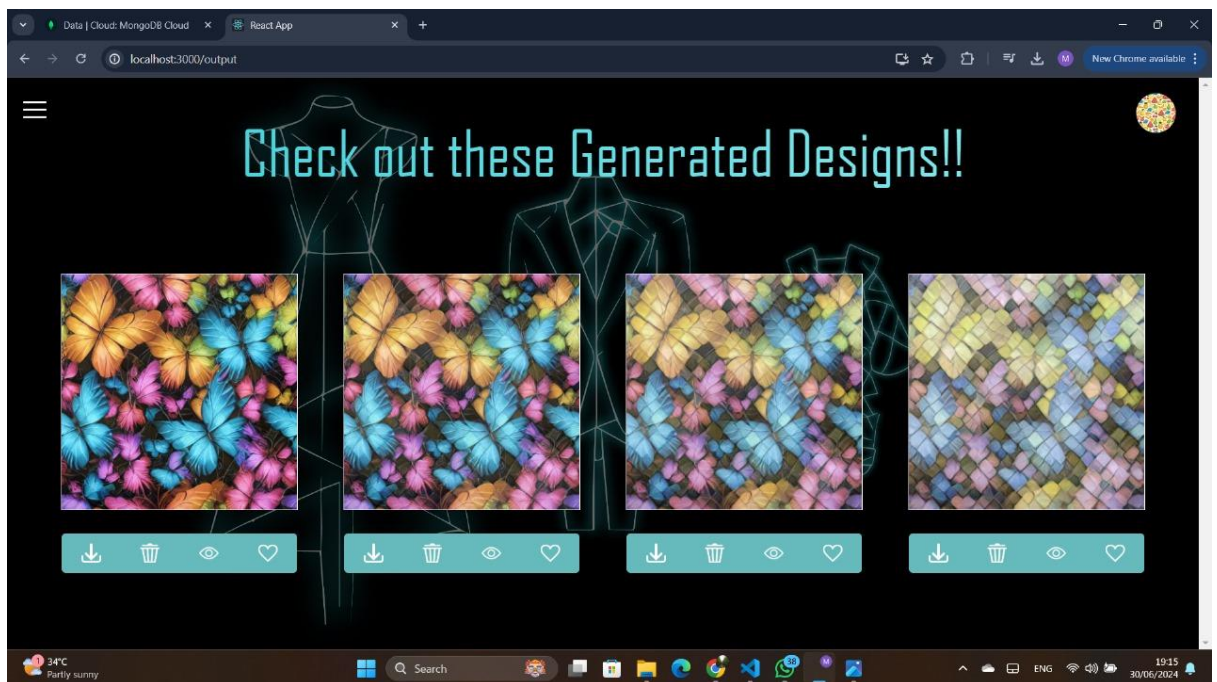 Data | Cloud: MongoDB Cloud
React App
localhost:3000/output
M
New Chrome available
Check out these Generated Designs!!
1
34°C
Partly sunny
Search
38
M
ENG
19:15
30/06/2024